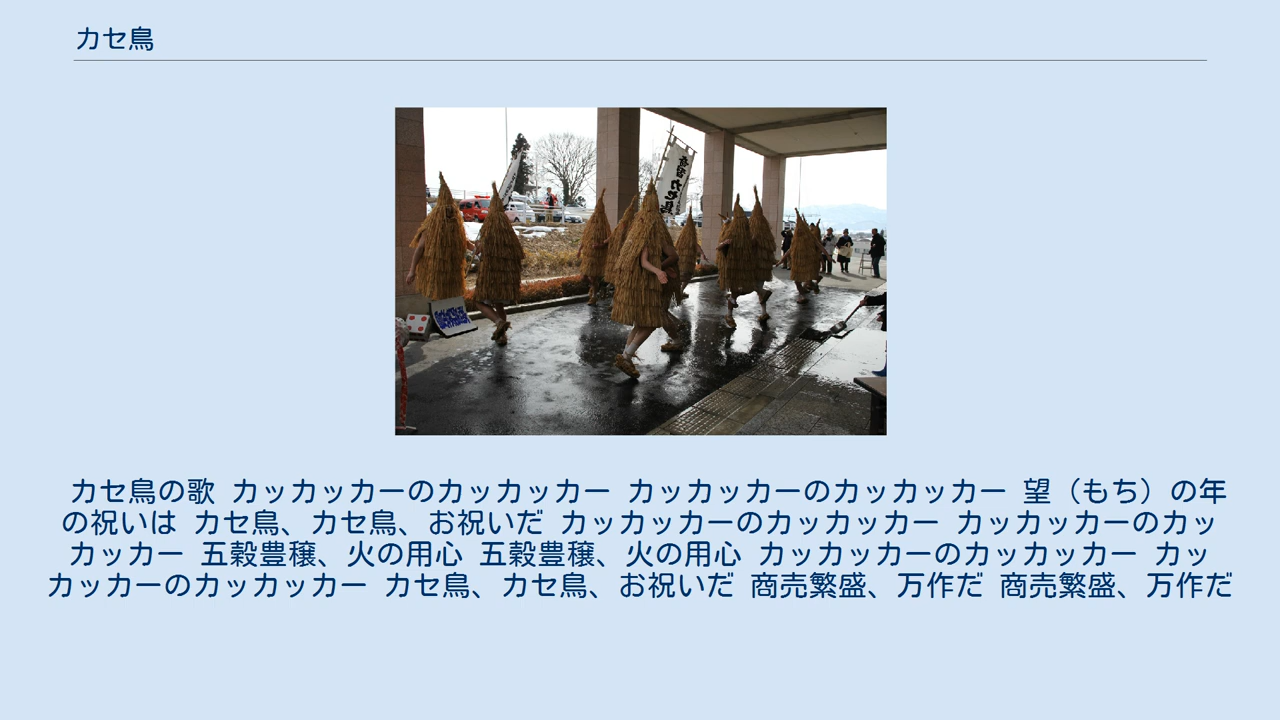 カセ鳥
奇習カセ鳥
カセ鳥の歌 カッカッカーのカッカッカー カッカッカーのカッカッカー 望（もち）の年
の祝いは カセ鳥、カセ鳥、お祝いだ カッカッカーのカッカッカー カッカッカーのカッ
カッカー 五穀豊穣、火の用心 五穀豊穣、火の用心 カッカッカーのカッカッカー カッ
カッカーのカッカッカー カセ鳥、カセ鳥、お祝いだ 商売繁盛、万作だ 商売繁盛、万作だ